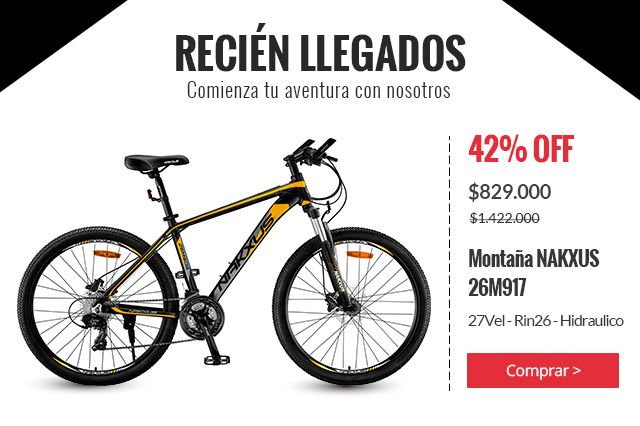 RECIÉN LLEGADOS
Comienza tu aventura con nosotros
42% OFF
$829.000
$1.422.000
Montaña NAKXUS
26M917
27Vel - Rin26 - Hidraulico
Comprar >
NAKXUS